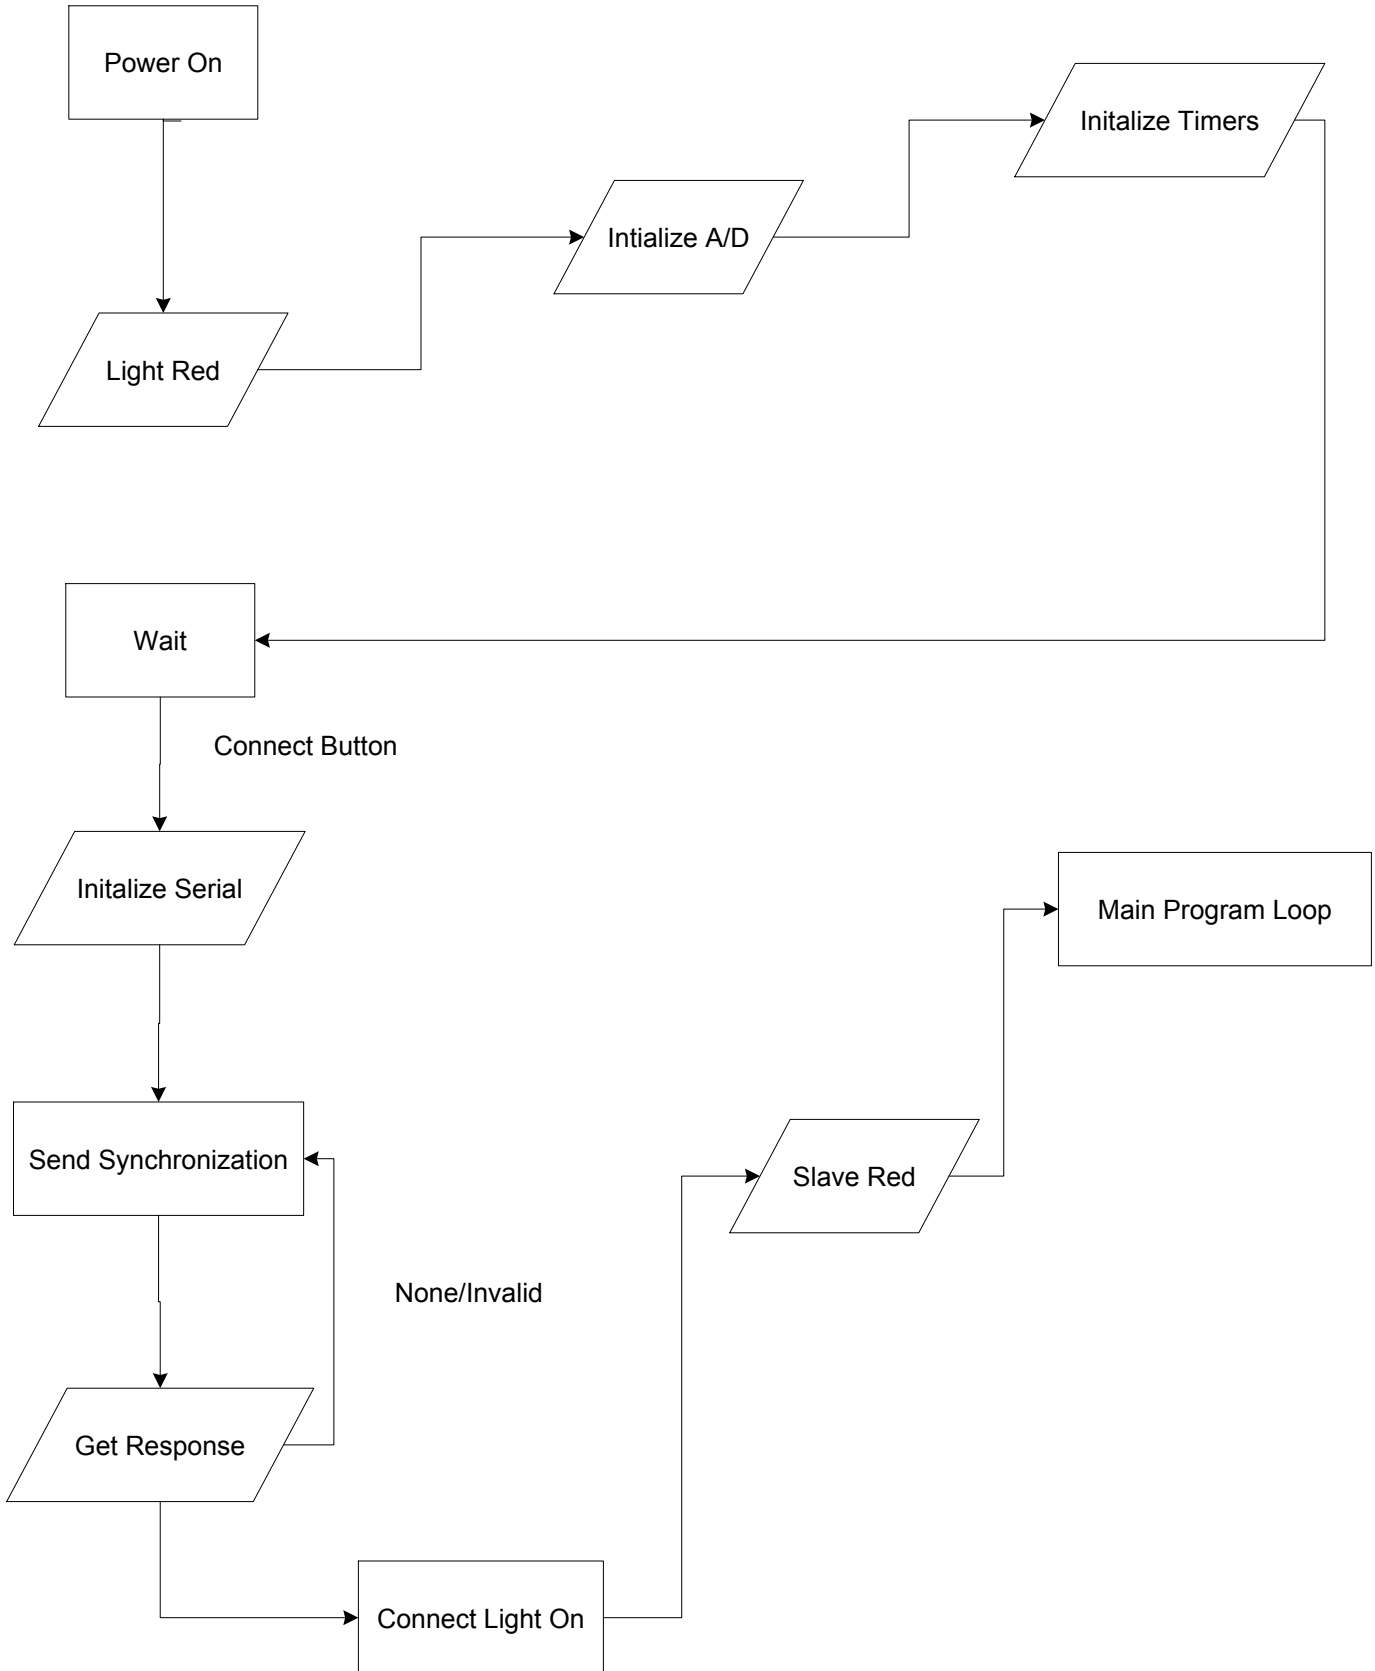 Power On
Initalize Timers
Intialize A/D
Light Red
Wait
Connect Button
Initalize Serial
Main Program Loop
Send Synchronization
Slave Red
None/Invalid
Get Response
Connect Light On